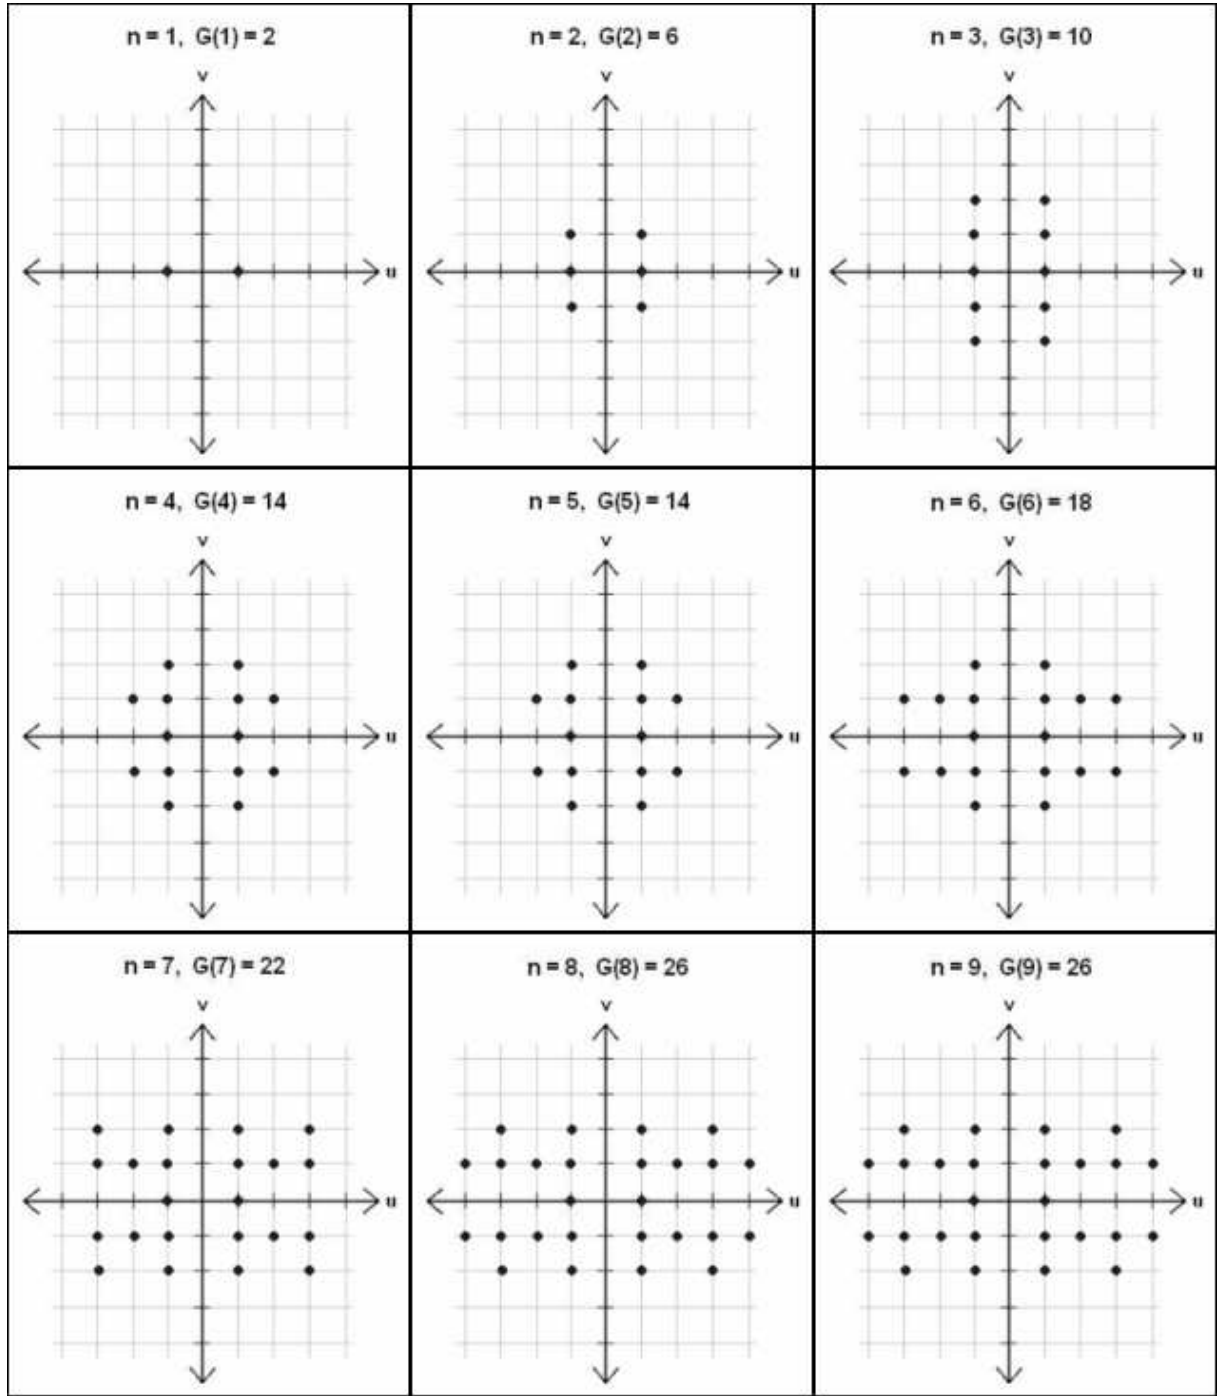 n = 1, G(1) = 2
v
u
n = 2, G(2) = 6
v
u
n = 3, G(3) = 10
v
u
n = 4, G(4) = 14
v
u
n = 5, G(5) = 14
v
u
n = 6, G(6) = 18
v
u
n = 7, G(7) = 22
v
u
n = 8, G(8) = 26
v
u
n = 9, G(9) = 26
v
u